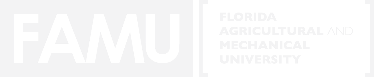 FAMU
FLORIDA
AGRICULTURAL AND
MECHANICAL
UNIVERSITY